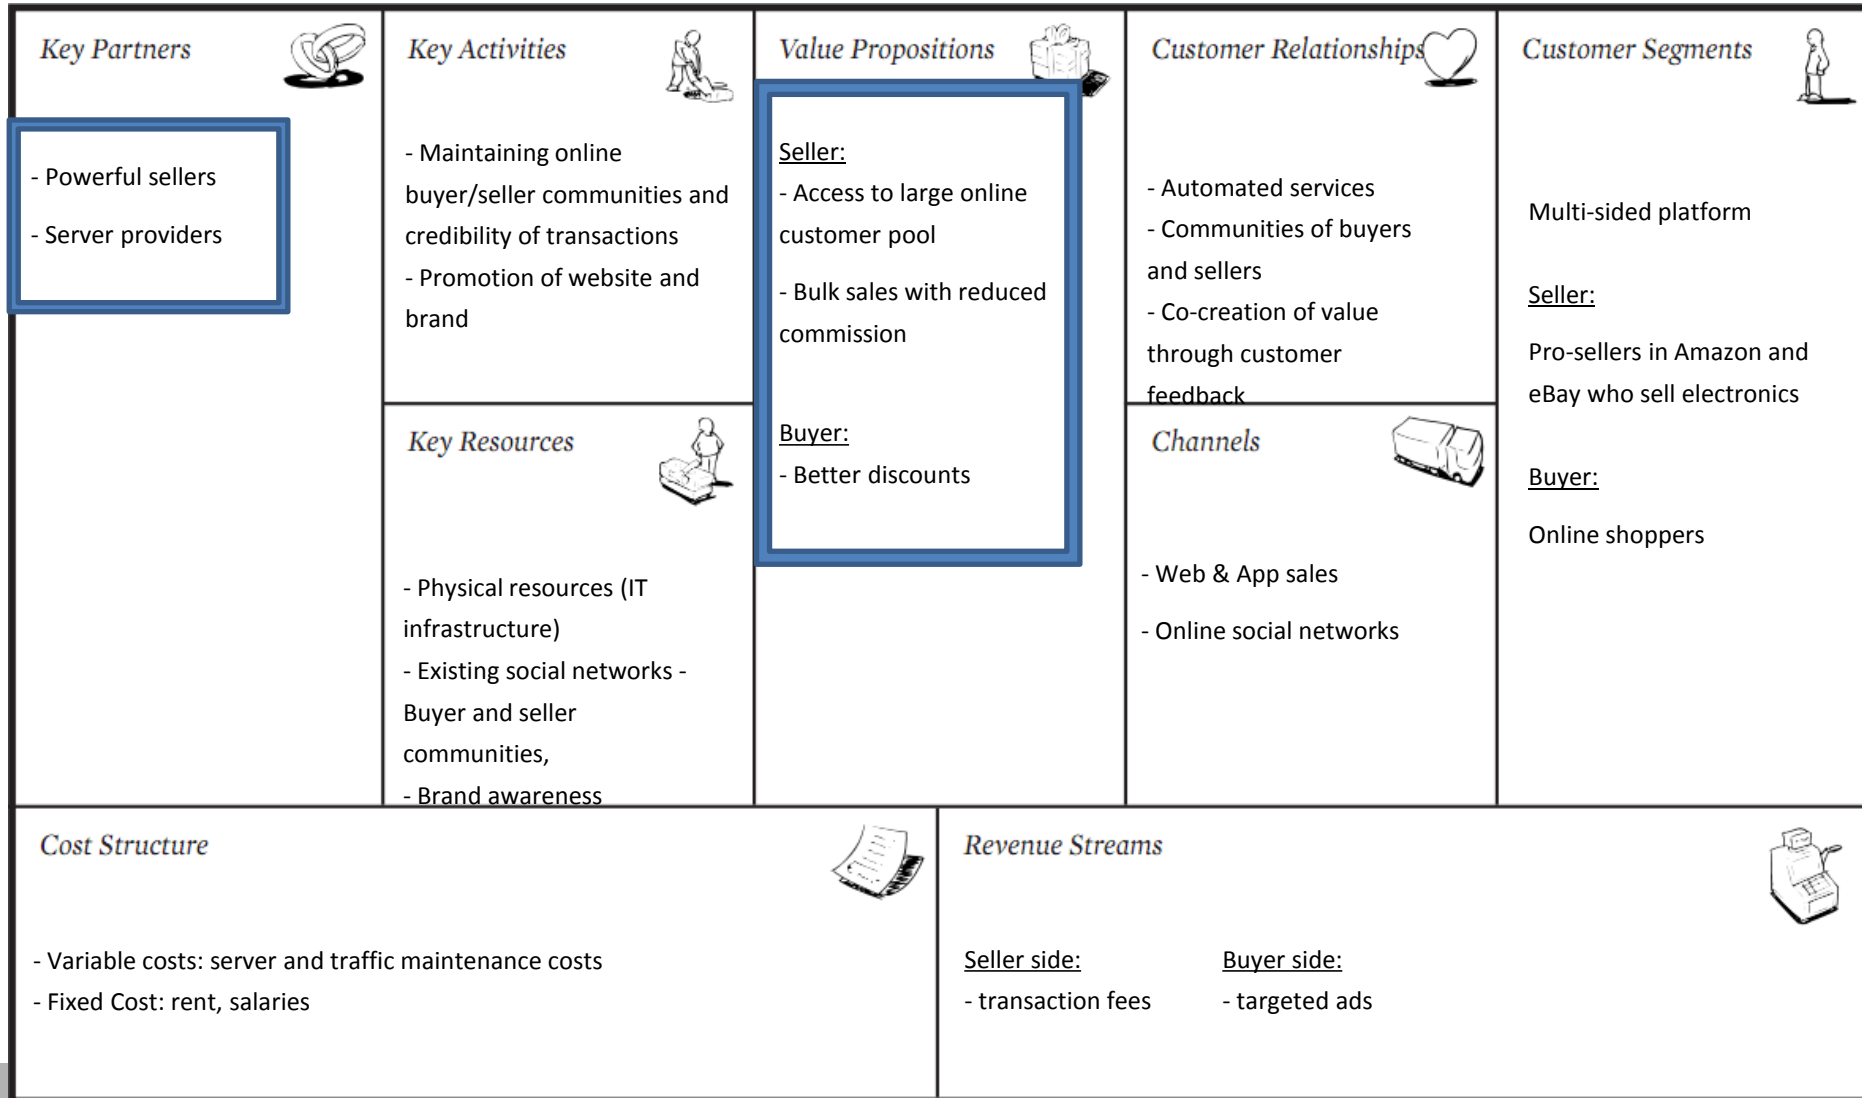 Key Partners
- Powerful sellers
- Server providers
Key Activities
- Maintaining online
buyer/seller communities and
credibility of transactions
- Promotion of website and
brand
Key Resources
- Physical resources (IT
infrastructure)
- Existing social networks -
Buyer and seller
communities,
- Brand awareness
Value Propositions
Seller:
- Access to large online
customer pool
- Bulk sales with reduced
commission
Buyer:
- Better discounts
Customer Relationships
- Automated services
- Communities of buyers
and sellers
- Co-creation of value
through customer
feedback
Channels
- Web & App sales
- Online social networks
Customer Segments
Multi-sided platform
Seller:
Pro-sellers in Amazon and
eBay who sell electronics
Buyer:
Online shoppers
Cost Structure
- Variable costs: server and traffic maintenance costs
- Fixed Cost: rent, salaries
Revenue Streams
Seller side:
- transaction fees
Buyer side:
- targeted ads